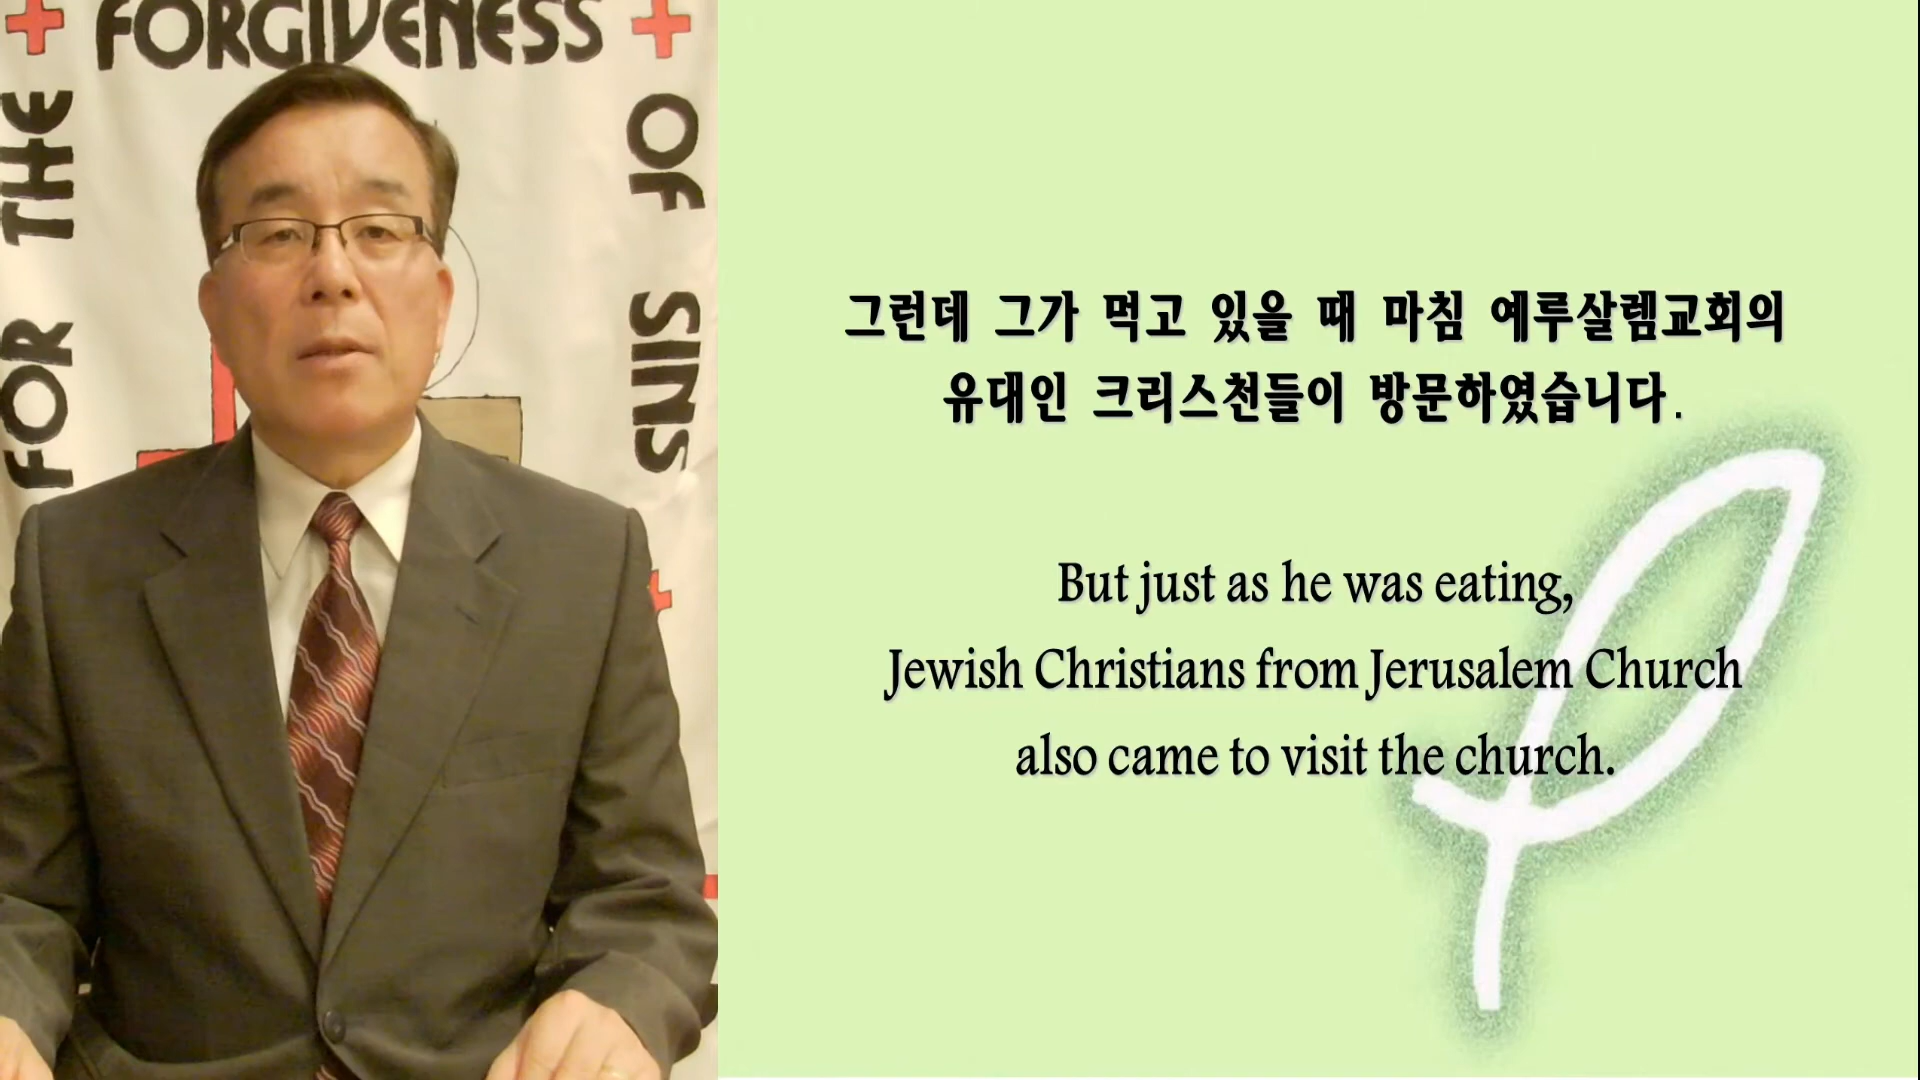 FOR THE
FORGIVENESS
OF SINS
그런데 그가 먹고 있을 때 마침 예루살렘교회의
유대인 크리스천들이 방문하였습니다.
But just as he was eating,
Jewish Christians from Jerusalem Church
also came to visit the church.